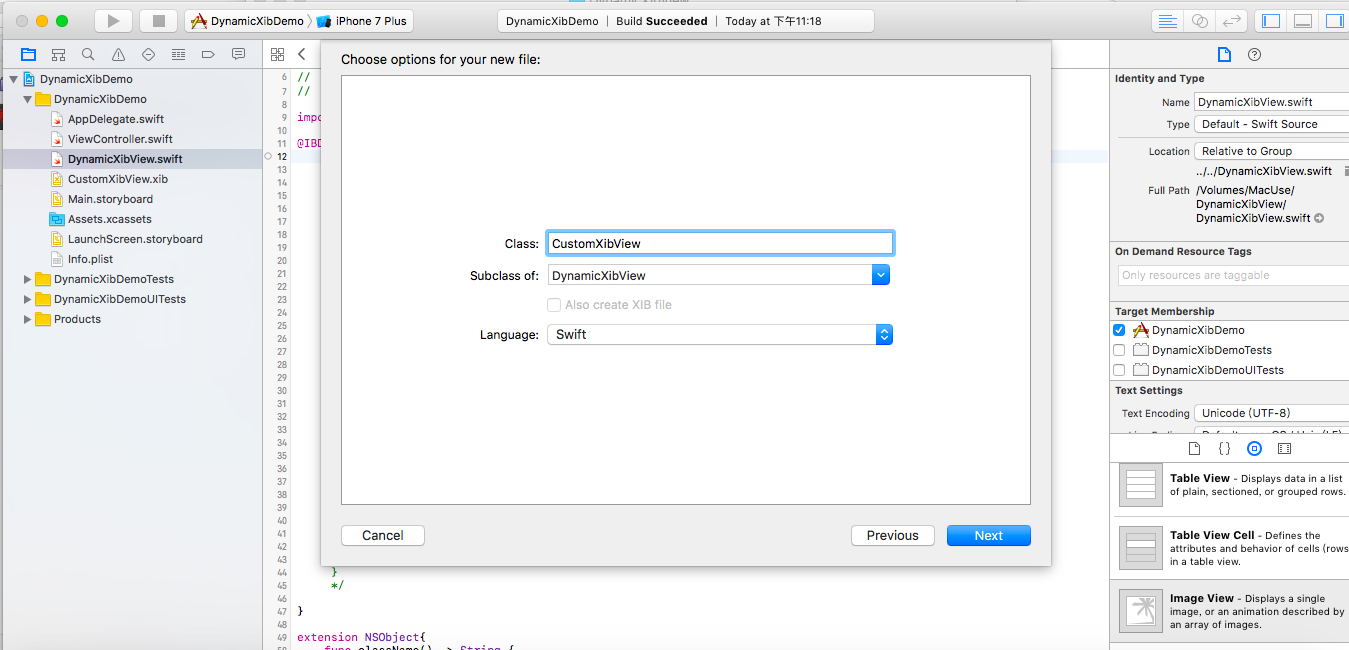 DynamicXibDemo
iPhone 7 Plus
DynamicXibDemo | Build Succeeded | Today at 下午11:18
DynamicXibDemo
DynamicXibDemo
AppDelegate.swift
ViewController.swift
DynamicXibView.swift
CustomXibView.xib
Main.storyboard
Assets.xcassets
LaunchScreen.storyboard
Info.plist
DynamicXibDemoTests
DynamicXibDemoUITests
Products
6 //
7 //
8
9 impo
10
11 @IBD
12
13
14
15
16
17
18
19
20
21
22
23
24
25
26
27
28
29
30
31
32
33
34
35
36
37
38
39
40
41
42
43
44 }
45 */
46
47 }
48
49 extension NSObject{
Choose options for your new file:
Class: CustomXibView
Subclass of: DynamicXibView
Also create XIB file
Language: Swift
Cancel
Previous
Next
Identity and Type
Name DynamicXibView.swift
Type Default - Swift Source
Location Relative to Group
../../DynamicXibView.swift
Full Path /Volumes/MacUse/
DynamicXibView/
DynamicXibView.swift
On Demand Resource Tags
Only resources are taggable
Target Membership
DynamicXibDemo
DynamicXibDemoTests
DynamicXibDemoUITests
Text Settings
Text Encoding Unicode (UTF-8)
Table View - Displays data in a list
of plain, sectioned, or grouped rows.
Table View Cell - Defines the
attributes and behavior of cells (rows
in a table view.
Image View - Displays a single
image, or an animation described by
an array of images.